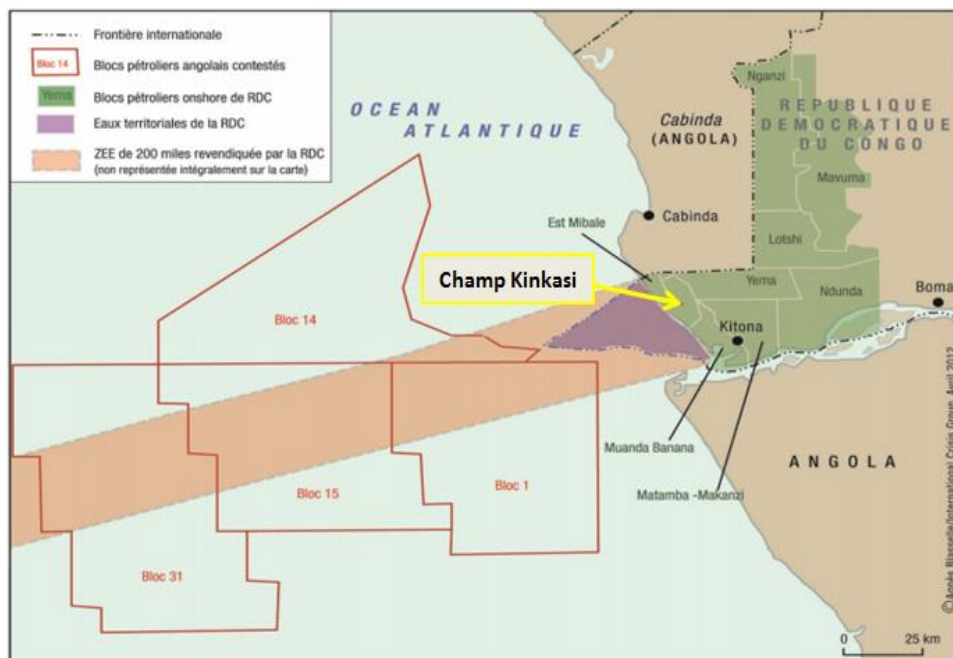 Frontière internationale
Bloc 14
Blocs pétroliers angolais contestés
Yema
Blocs pétroliers onshore de RDC
Eaux territoriales de la RDC
ZEE de 200 miles revendiquée par la RDC
(non représentée intégralement sur la carte)
OCEAN
ATLANTIQUE
Nganzi
REPUBLIQUE
DEMOCRATIQUE
DU CONGO
Cabinda
(ANGOLA)
Mavuma
Cabinda
Est Mibale
Lotshi
Champ Kinkasi
Yema
Ndunda
Boma
Bloc 14
Kitona
Muanda Banana
Matamba -Makanzi
ANGOLA
Bloc 15
Bloc 1
Bloc 31
0 25 km
©Agnès Blasselle/International Crisis Group, Avril 2012